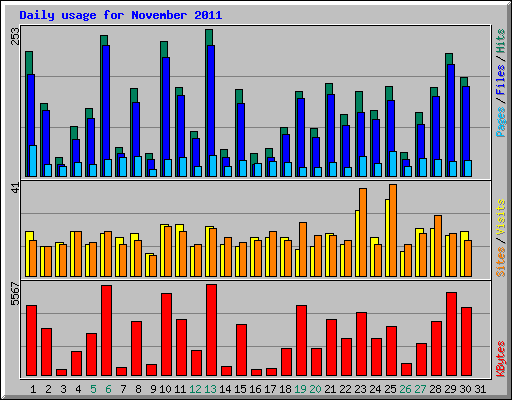 Daily usage for November 2011
253
Pages / Files / Hits
41
Sites / Visits
5567
KBytes
1 2 3 4 5 6 7 8 9 10 11 12 13 14 15 16 17 18 19 20 21 22 23 24 25 26 27 28 29 30 31